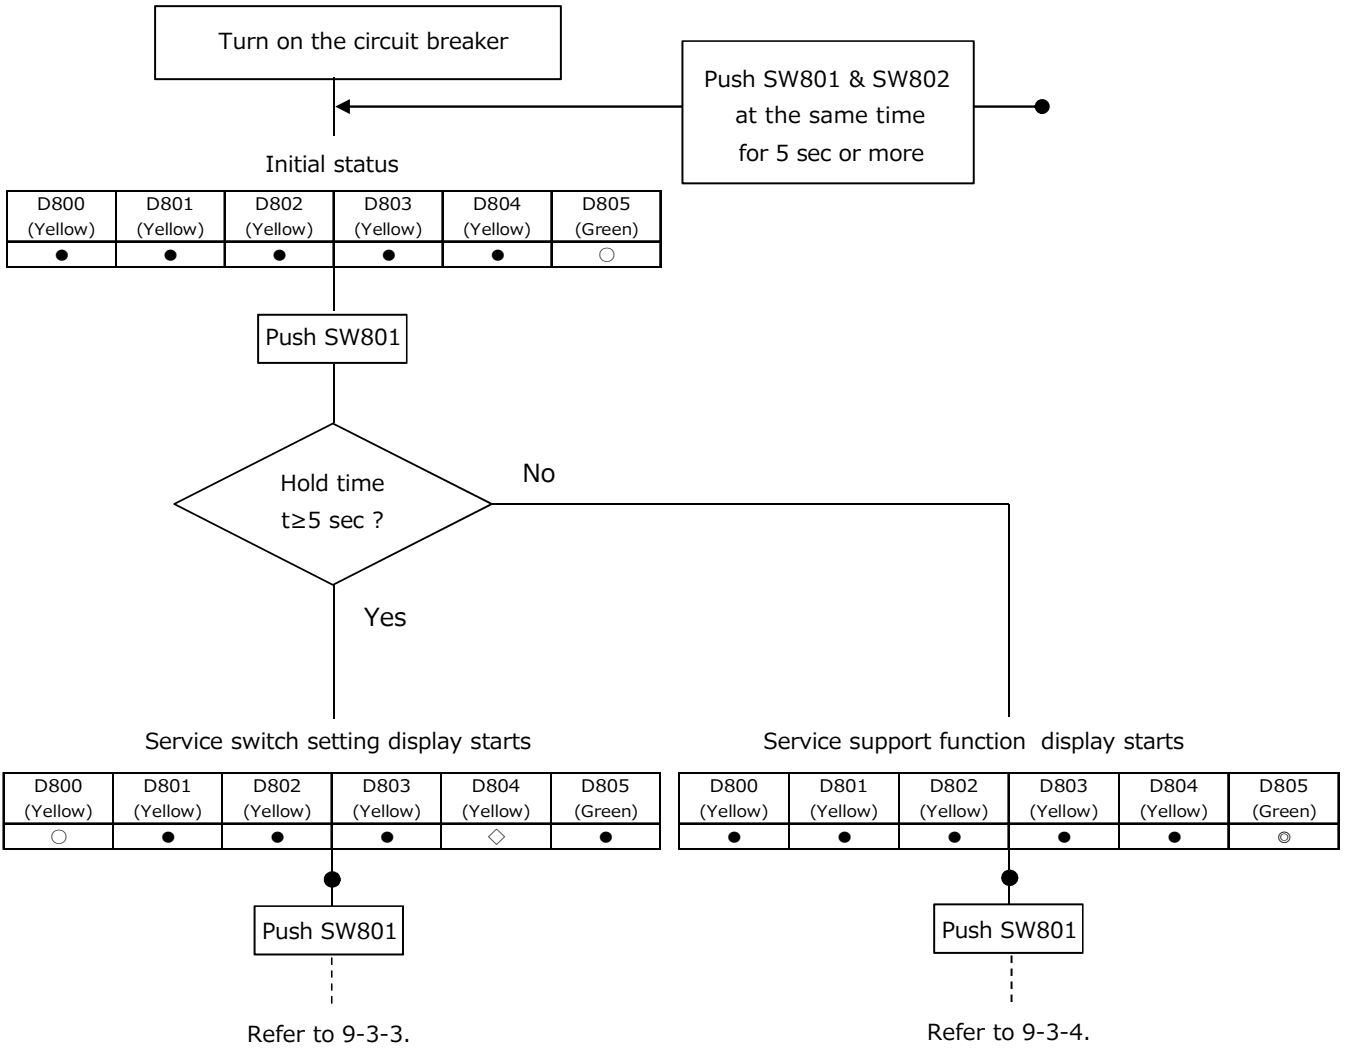 Turn on the circuit breaker
Push SW801 & SW802
at the same time
for 5 sec or more
Initial status
D800 D801 D802 D803 D804 D805
(Yellow) (Yellow) (Yellow) (Yellow) (Yellow) (Green)
● ● ● ● ● ○
Push SW801
Hold time
t≥5 sec ?
No
Yes
Service switch setting display starts
D800 D801 D802 D803 D804 D805
(Yellow) (Yellow) (Yellow) (Yellow) (Yellow) (Green)
○ ● ● ● ◇ ●
Push SW801
Refer to 9-3-3.
Service support function display starts
D800 D801 D802 D803 D804 D805
(Yellow) (Yellow) (Yellow) (Yellow) (Yellow) (Green)
● ● ● ● ● ◎
Push SW801
Refer to 9-3-4.